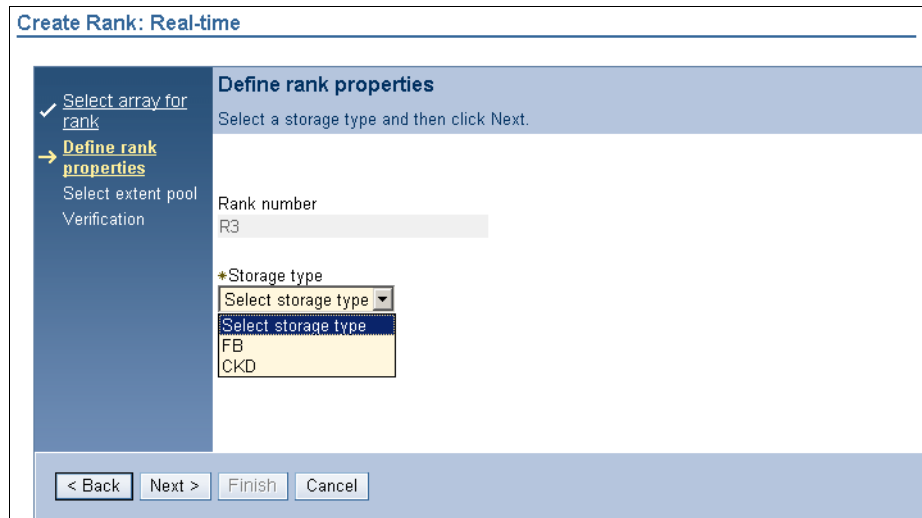 Create Rank: Real-time
Select array for
rank
Define rank
properties
Select extent pool
Verification
Define rank properties
Select a storage type and then click Next.
Rank number
R3
*Storage type
Select storage type
Select storage type
FB
CKD
< Back
Next >
Finish
Cancel